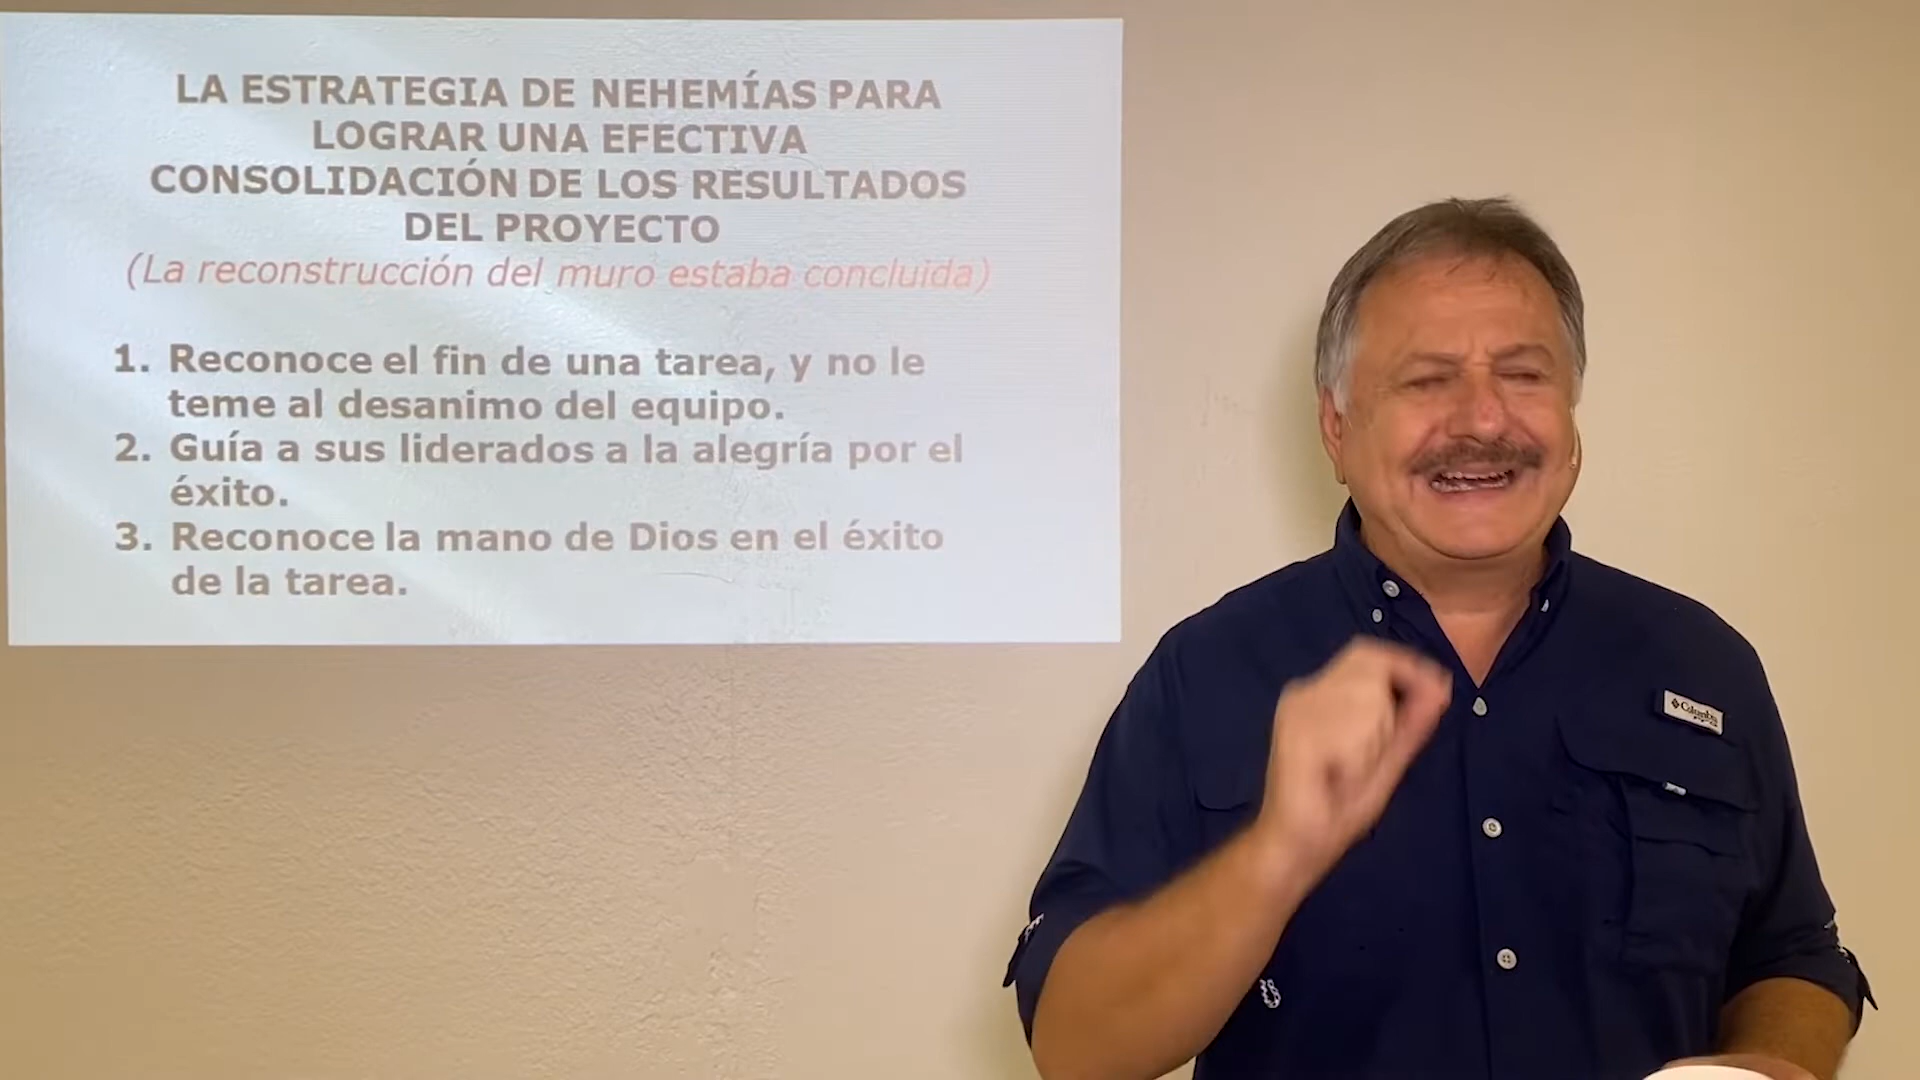 LA ESTRATEGIA DE NEHEMÍAS PARA
LOGRAR UNA EFECTIVA
CONSOLIDACIÓN DE LOS RESULTADOS
DEL PROYECTO
(La reconstrucción del muro estaba concluida)
1. Reconoce el fin de una tarea, y no le
teme al desanimo del equipo.
2. Guía a sus liderados a la alegría por el
éxito.
3. Reconoce la mano de Dios en el éxito
de la tarea.
Columbia